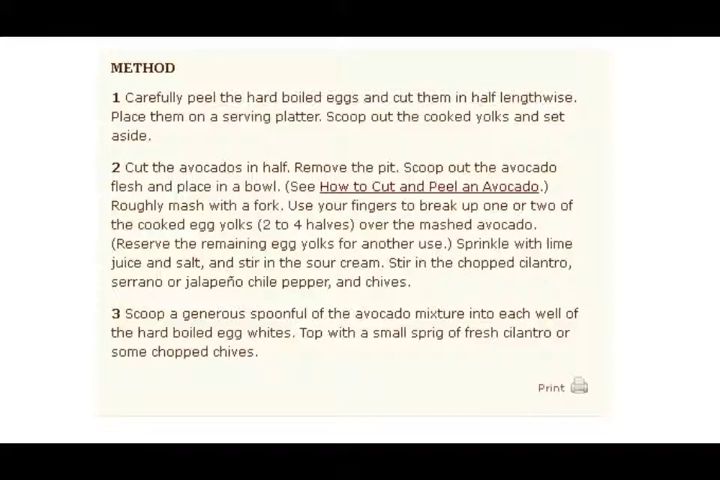 METHOD
1 Carefully peel the hard boiled eggs and cut them in half lengthwise.
Place them on a serving platter. Scoop out the cooked yolks and set
aside.
2 Cut the avocados in half. Remove the pit. Scoop out the avocado
flesh and place in a bowl. (See How to Cut and Peel an Avocado.)
Roughly mash with a fork. Use your fingers to break up one or two of
the cooked egg yolks (2 to 4 halves) over the mashed avocado.
(Reserve the remaining egg yolks for another use.) Sprinkle with lime
juice and salt, and stir in the sour cream. Stir in the chopped cilantro,
serrano or jalapeño chile pepper, and chives.
3 Scoop a generous spoonful of the avocado mixture into each well of
the hard boiled egg whites. Top with a small sprig of fresh cilantro or
some chopped chives.
Print